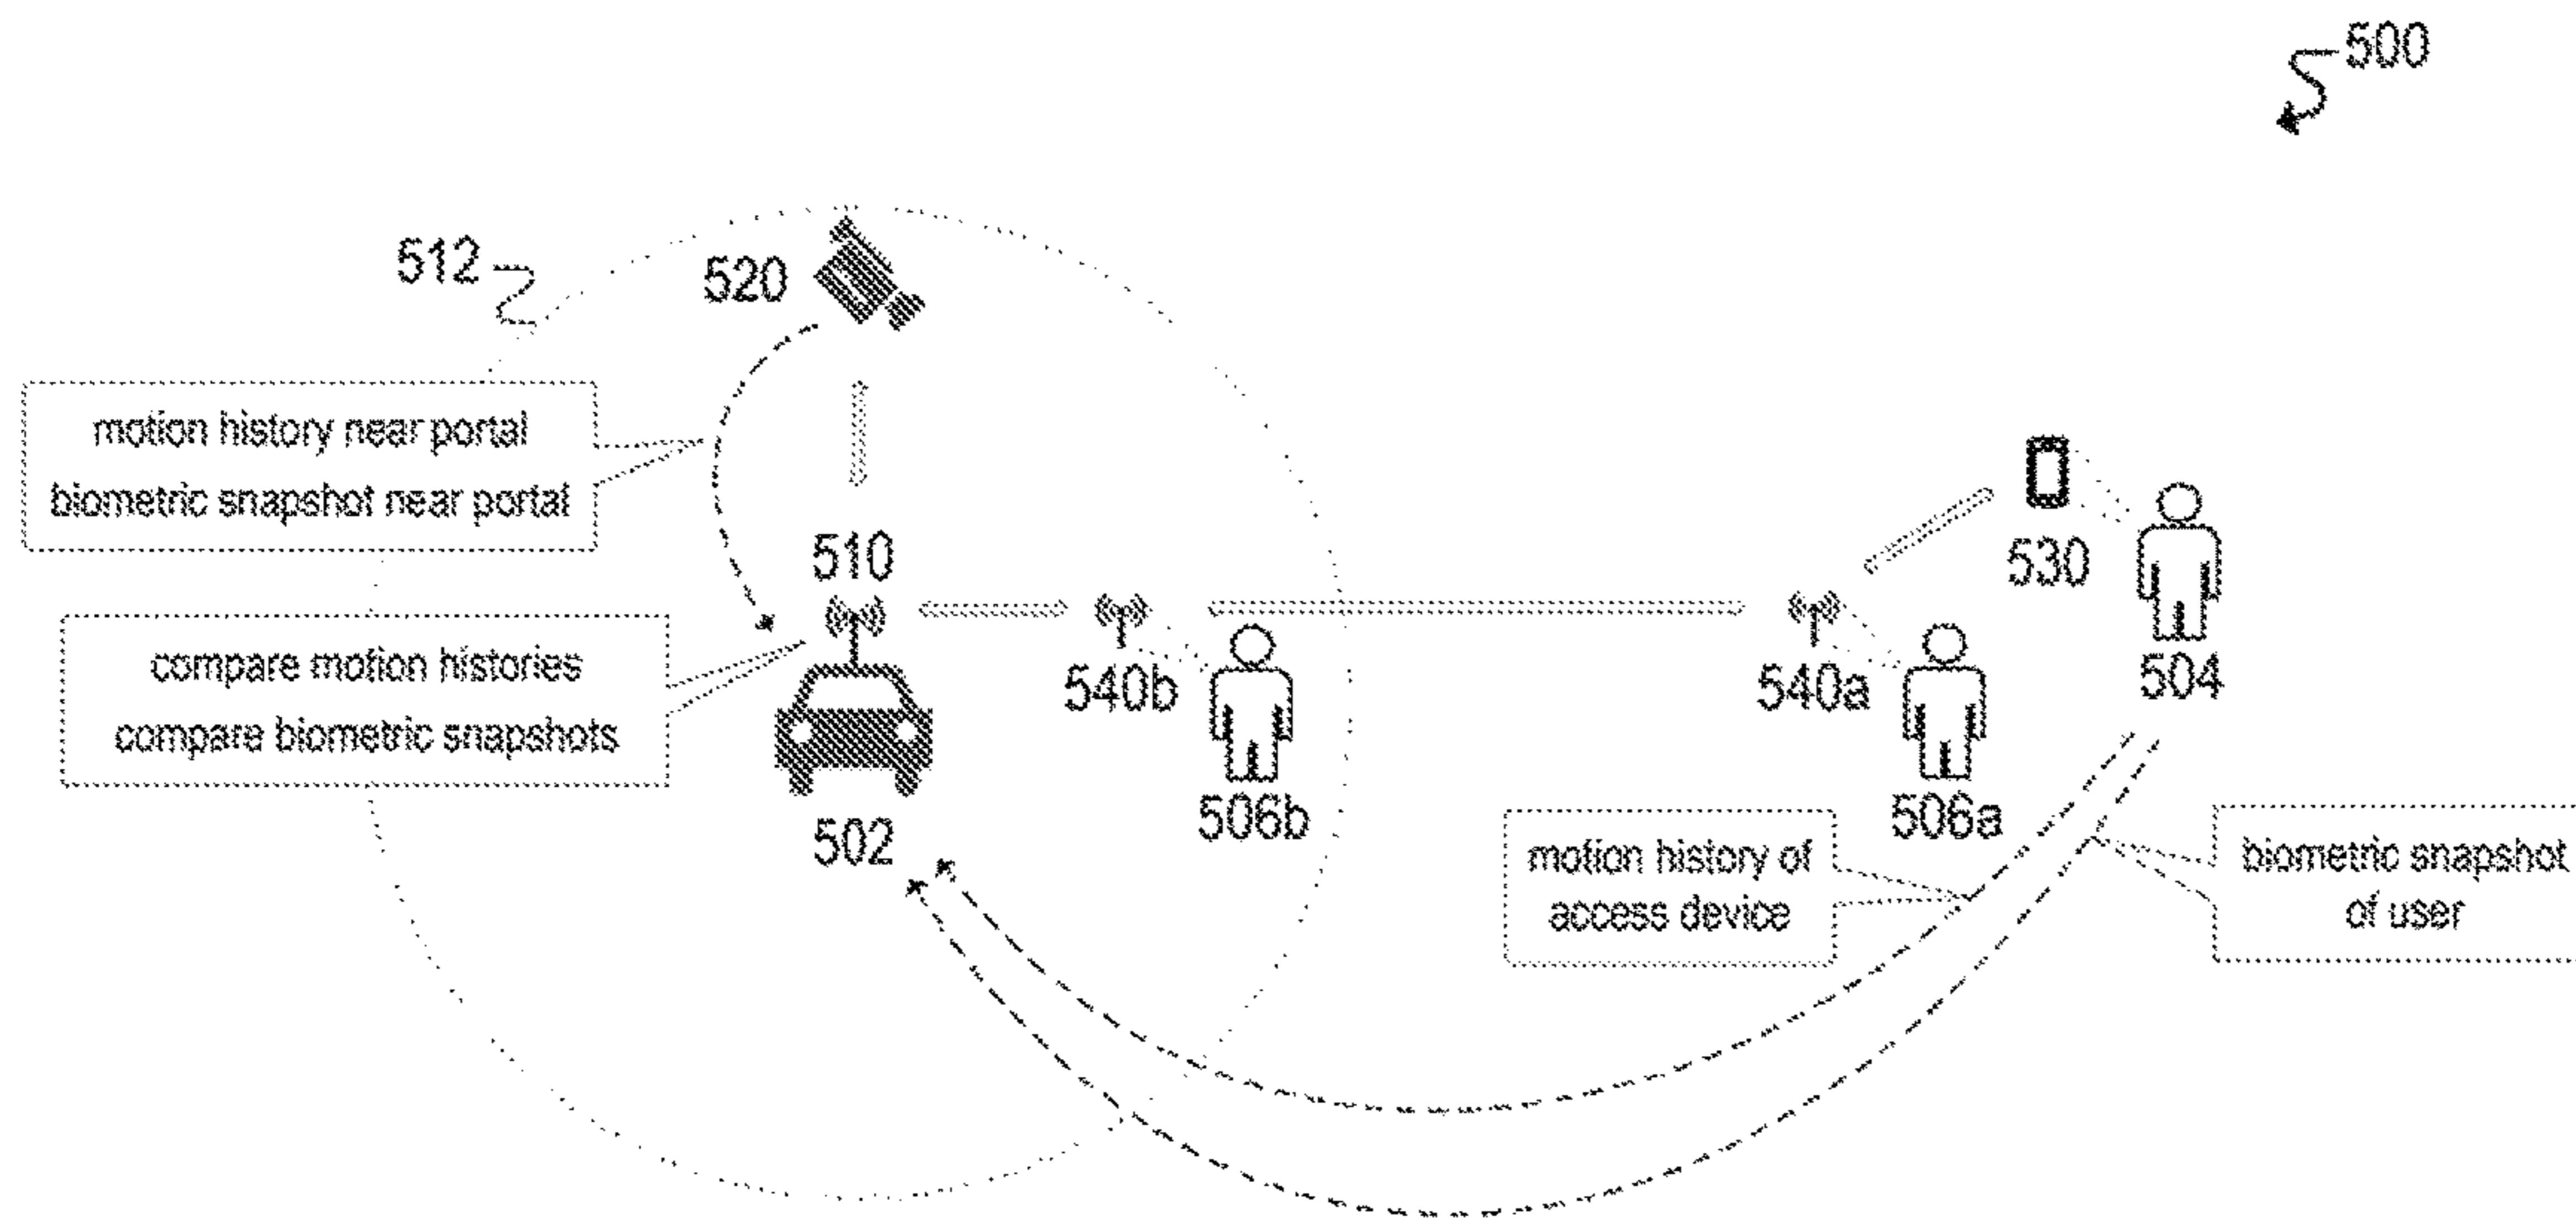 500
512
520
motion history near portal
biometric snapshot near portal
510
530
compare motion histories
compare biometric snapshots
540b
540a
504
502
506b
506a
motion history of
access device
biometric snapshot
of user